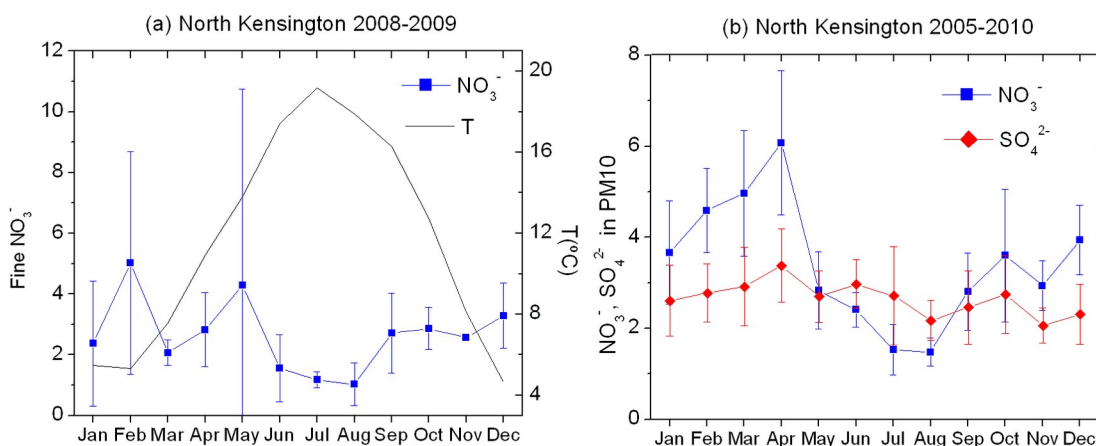 (a) North Kensington 2008-2009
12
10
8
6
4
2
0
Fine NO₃⁻
NO₃⁻
T
20
16
12
8
4
T(ºC)
Jan Feb Mar Apr May Jun Jul Aug Sep Oct Nov Dec
(b) North Kensington 2005-2010
8
6
4
2
0
NO₃⁻, SO₄²⁻ in PM10
NO₃⁻
SO₄²⁻
Jan Feb Mar Apr May Jun Jul Aug Sep Oct Nov Dec